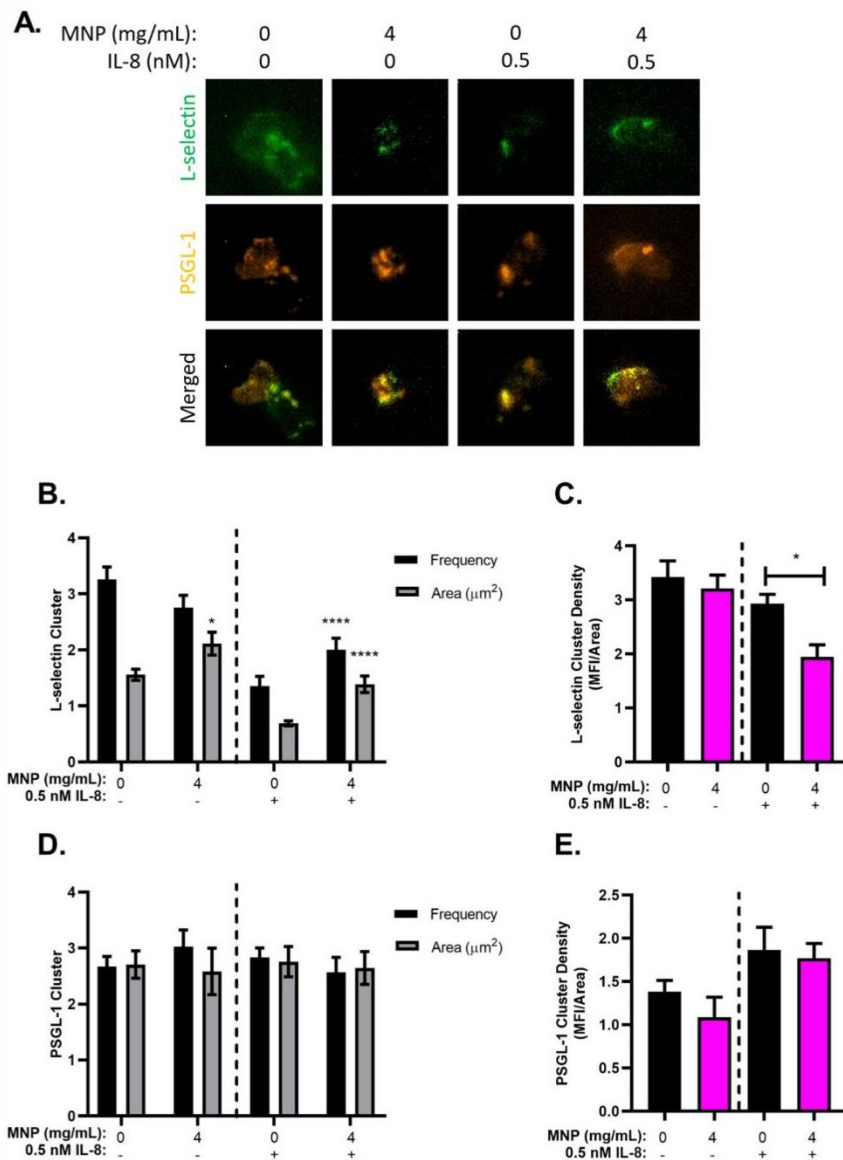 A.
MNP (mg/mL): 0 4 0 4
IL-8 (nM): 0 0 0.5 0.5
L-selectin
PSGL-1
Merged
B.
L-selectin Cluster
4
3
2
1
0
*
****
****
Frequency
Area (μm²)
MNP (mg/mL): 0 4 0 4
0.5 nM IL-8: - - + +
C.
L-selectin Cluster Density
(MFI/Area)
4
3
2
1
0
*
MNP (mg/mL): 0 4 0 4
0.5 nM IL-8: - - + +
D.
PSGL-1 Cluster
4
3
2
1
0
Frequency
Area (μm²)
MNP (mg/mL): 0 4 0 4
0.5 nM IL-8: - - + +
E.
PSGL-1 Cluster Density
(MFI/Area)
2.5
2.0
1.5
1.0
0.5
0.0
MNP (mg/mL): 0 4 0 4
0.5 nM IL-8: - - + +